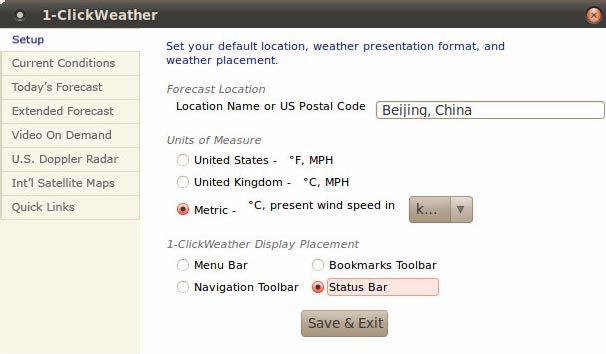 1-ClickWeather
Setup
Current Conditions
Today's Forecast
Extended Forecast
Video On Demand
U.S. Doppler Radar
Int'l Satellite Maps
Quick Links
Set your default location, weather presentation format, and
weather placement.
Forecast Location
Location Name or US Postal Code Beijing, China
Units of Measure
United States - °F, MPH
United Kingdom - °C, MPH
Metric - °C, present wind speed in k...
1-ClickWeather Display Placement
Menu Bar Bookmarks Toolbar
Navigation Toolbar Status Bar
Save & Exit